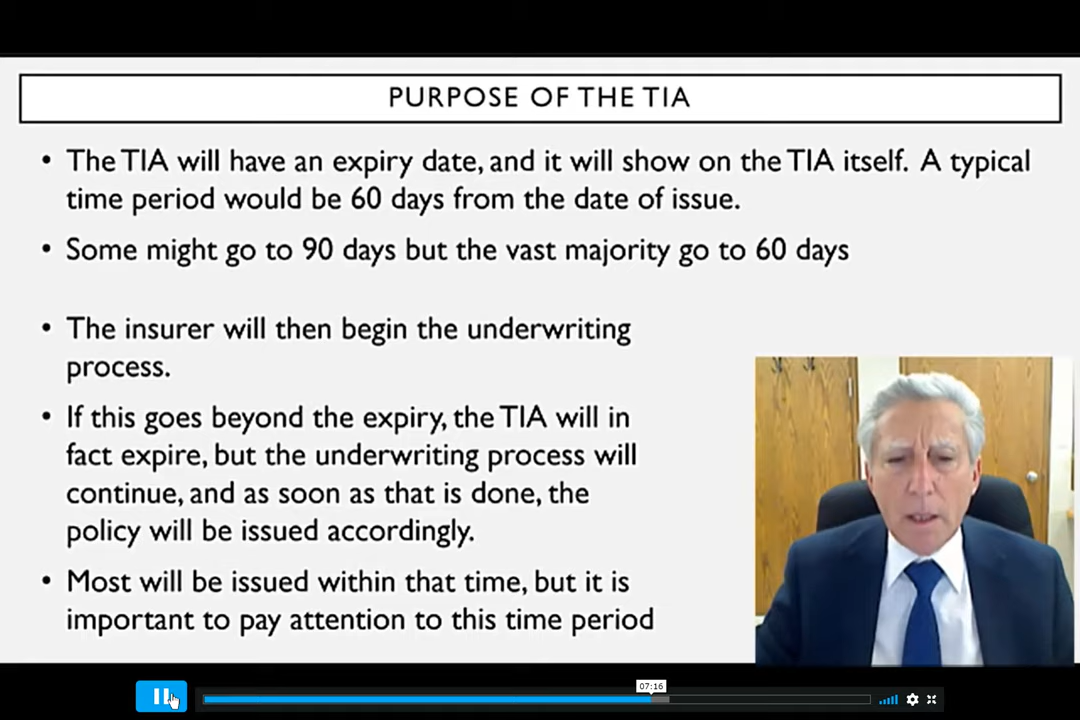 PURPOSE OF THE TIA
• The TIA will have an expiry date, and it will show on the TIA itself. A typical
time period would be 60 days from the date of issue.
• Some might go to 90 days but the vast majority go to 60 days
• The insurer will then begin the underwriting
process.
• If this goes beyond the expiry, the TIA will in
fact expire, but the underwriting process will
continue, and as soon as that is done, the
policy will be issued accordingly.
• Most will be issued within that time, but it is
important to pay attention to this time period
07:16